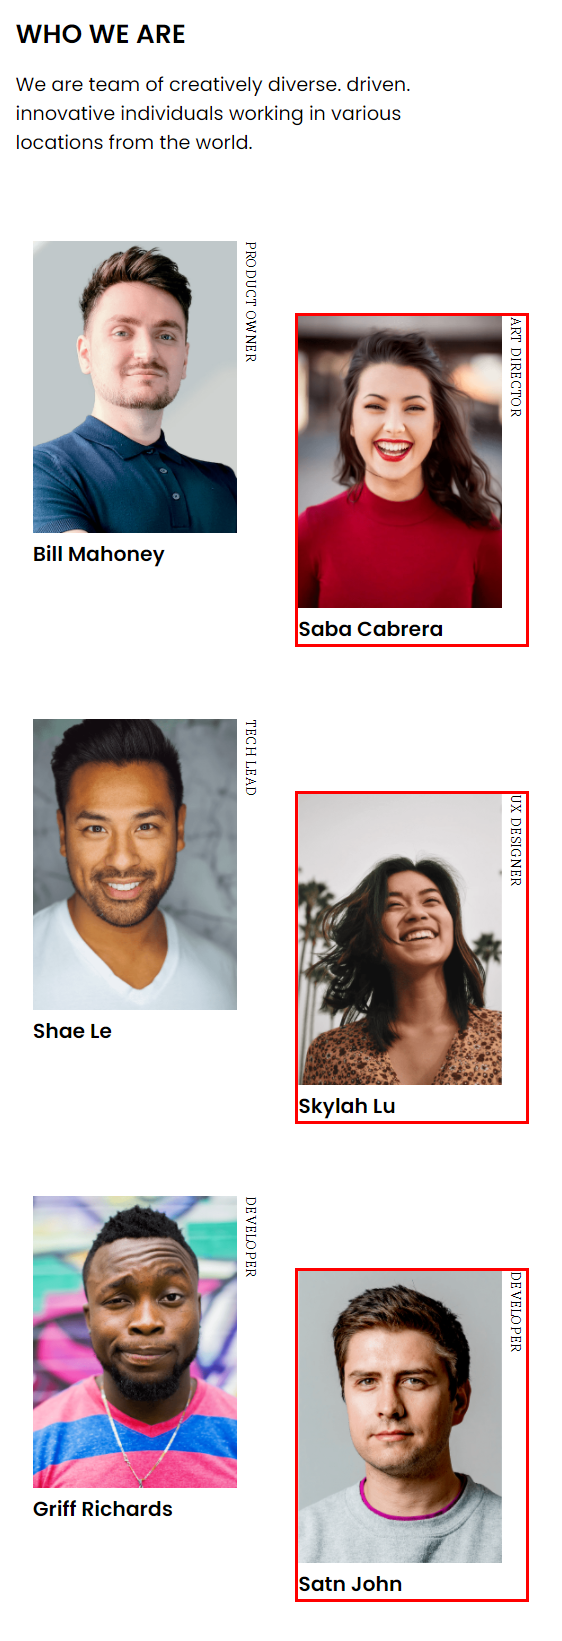 WHO WE ARE
We are team of creatively diverse. driven.
innovative individuals working in various
locations from the world.
PRODUCT OWNER
Bill Mahoney
ART DIRECTOR
Saba Cabrera
TECH LEAD
Shae Le
UX DESIGNER
Skylah Lu
DEVELOPER
Griff Richards
DEVELOPER
Satn John